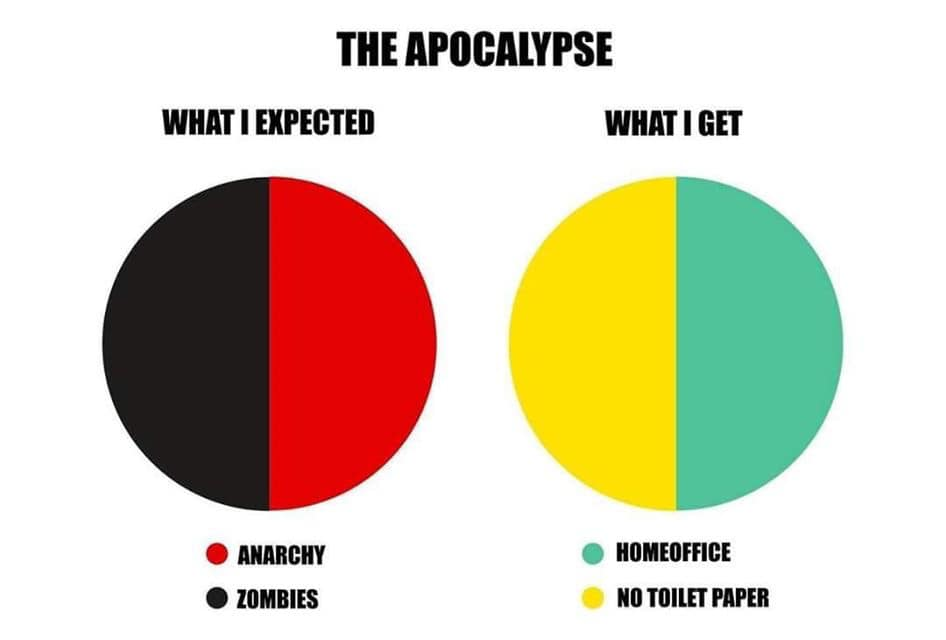 THE APOCALYPSE
WHAT I EXPECTED
WHAT I GET
ANARCHY
ZOMBIES
HOMEOFFICE
NO TOILET PAPER